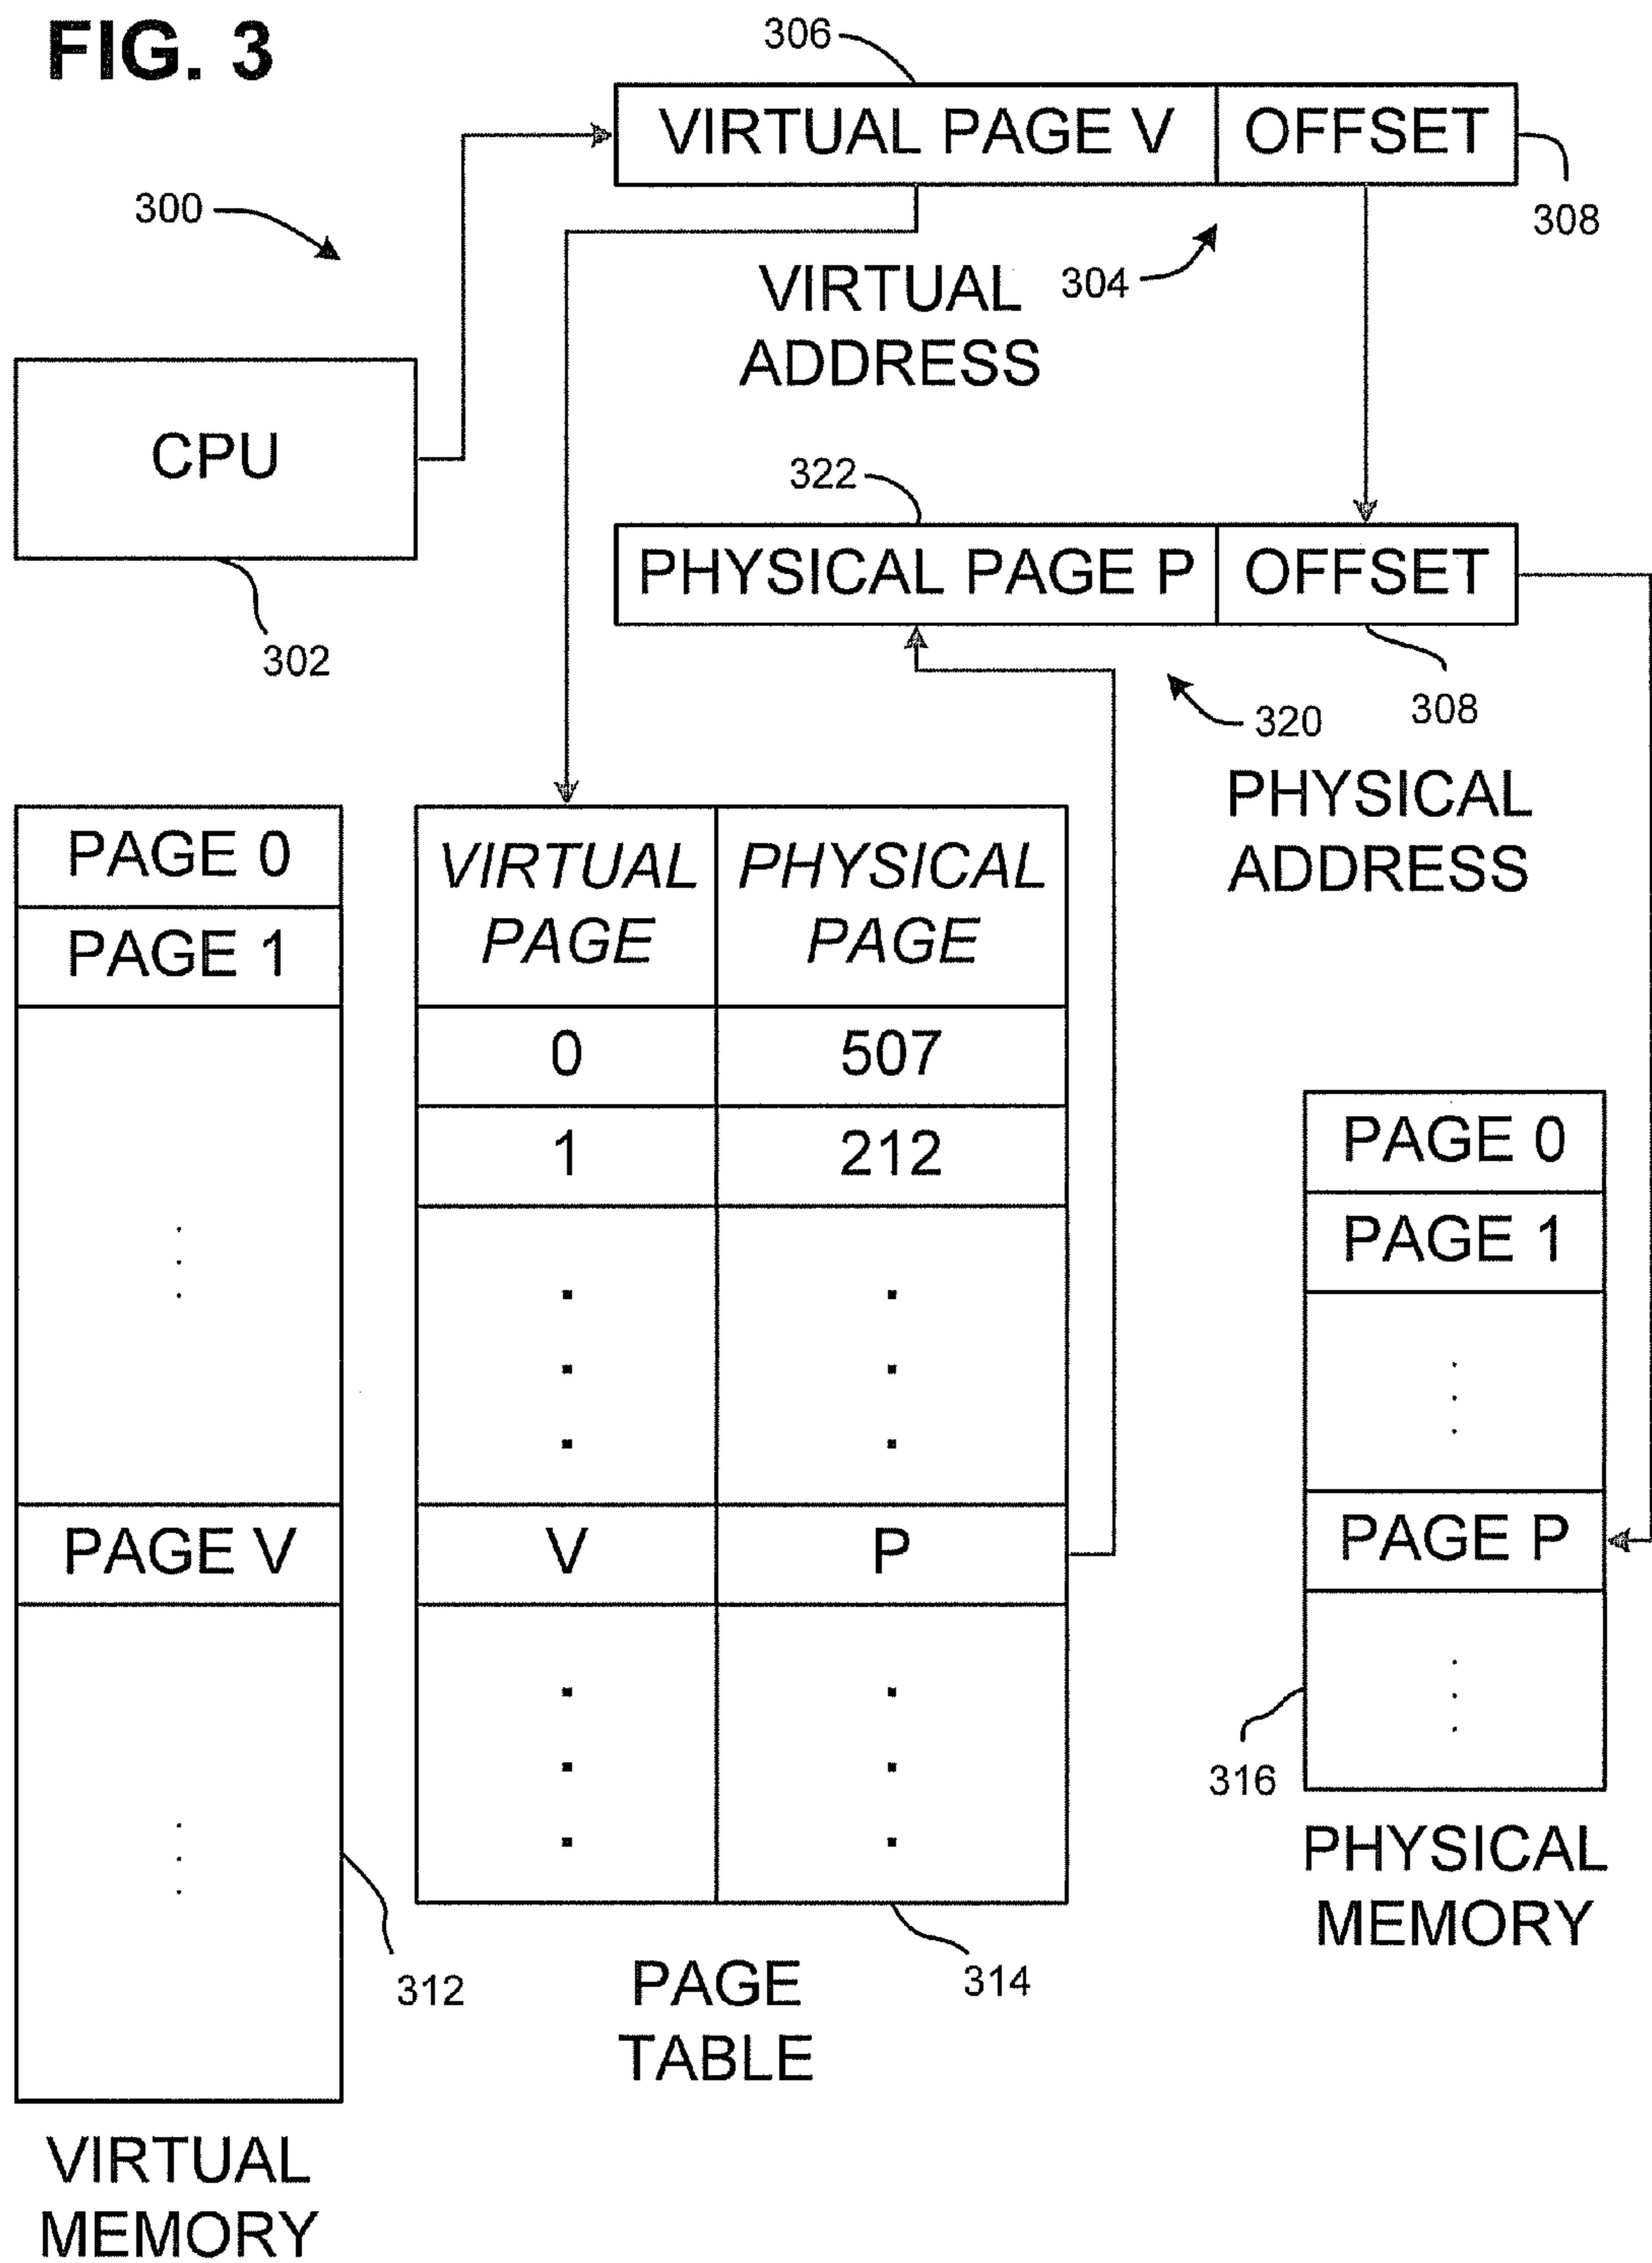 FIG. 3
306
VIRTUAL PAGE V OFFSET
308
300
VIRTUAL
ADDRESS
304
CPU
302
322
PHYSICAL PAGE P OFFSET
308
320
PHYSICAL
ADDRESS
PAGE 0
PAGE 1
PAGE V
312
VIRTUAL
MEMORY
VIRTUAL
PAGE
PHYSICAL
PAGE
0 507
1 212
V P
314
PAGE
TABLE
PAGE 0
PAGE 1
PAGE P
316
PHYSICAL
MEMORY